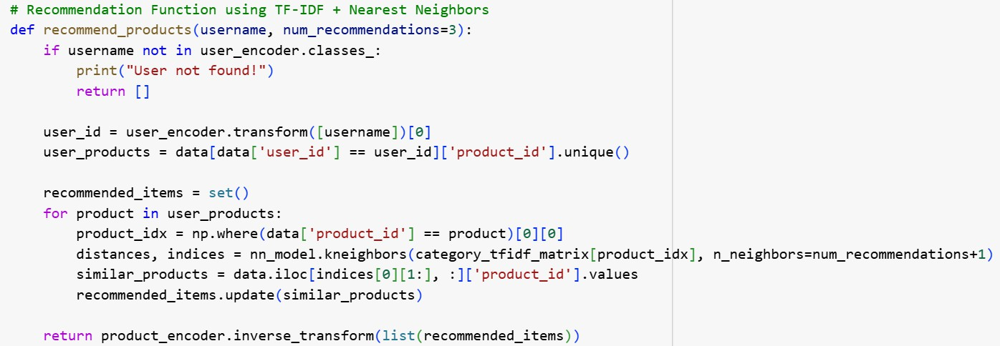 # Recommendation Function using TF-IDF + Nearest Neighbors
def recommend_products(username, num_recommendations=3):
    if username not in user_encoder.classes_:
        print("User not found!")
        return []

    user_id = user_encoder.transform([username])[0]
    user_products = data[data['user_id'] == user_id]['product_id'].unique()

    recommended_items = set()
    for product in user_products:
        product_idx = np.where(data['product_id'] == product)[0][0]
        distances, indices = nn_model.kneighbors(category_tfidf_matrix[product_idx], n_neighbors=num_recommendations+1)
        similar_products = data.iloc[indices[0][1:], :]['product_id'].values
        recommended_items.update(similar_products)

    return product_encoder.inverse_transform(list(recommended_items))